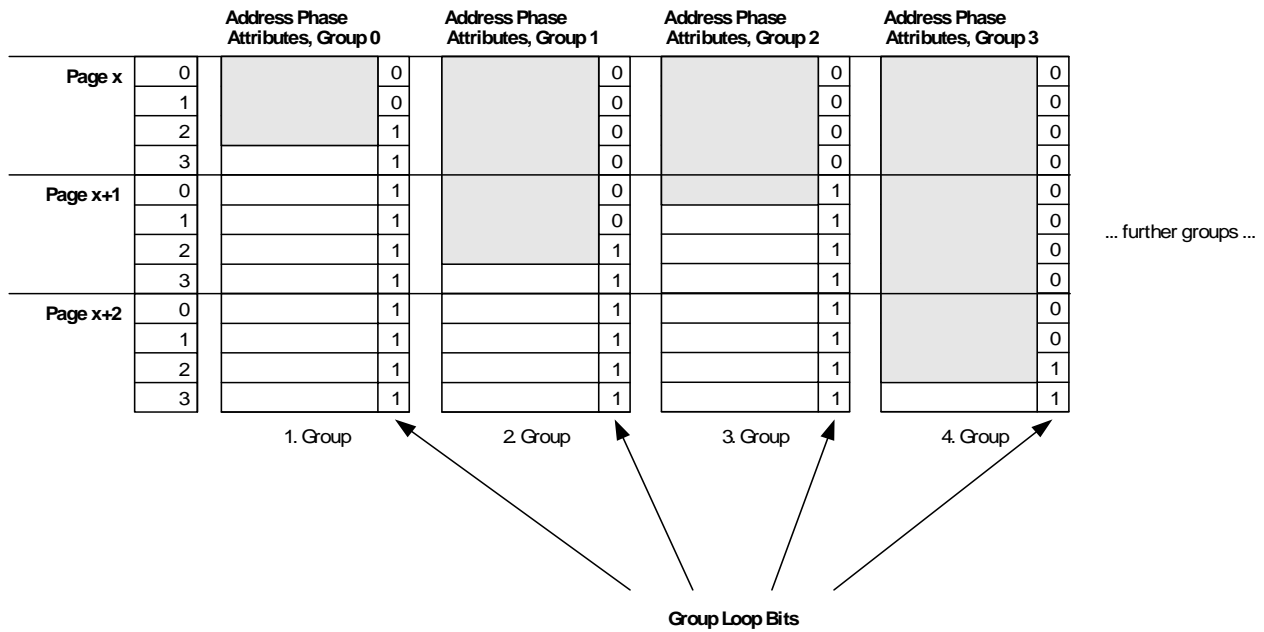 Address Phase Attributes, Group 0
Address Phase Attributes, Group 1
Address Phase Attributes, Group 2
Address Phase Attributes, Group 3
Page x 0 0 0 0 0
1 0 0 0 0
2 1 0 0 0
3 1 0 0 0
Page x+1 0 1 0 1 0
1 1 0 1 0
2 1 1 1 0
3 1 1 1 0
Page x+2 0 1 1 1 0
1 1 1 1 0
2 1 1 1 1
3 1 1 1 1
... further groups ...
1. Group 2. Group 3. Group 4. Group
Group Loop Bits